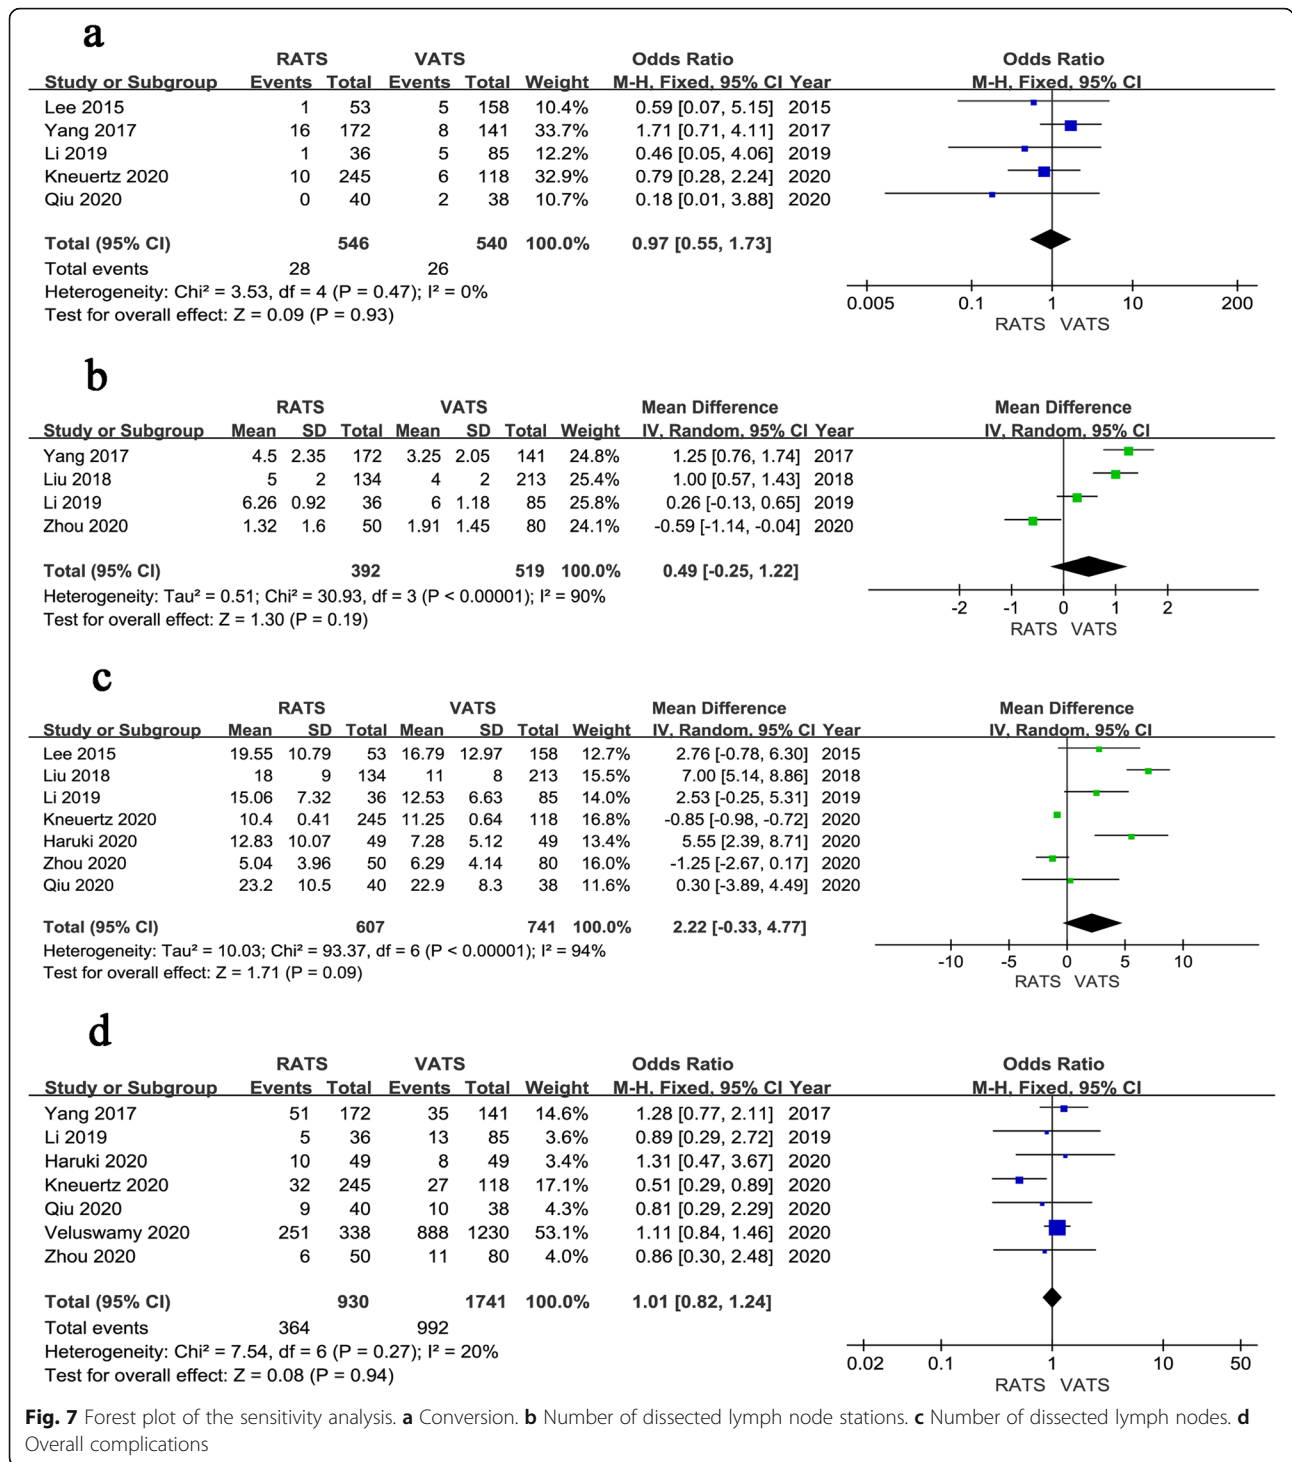 a
RATS VATS Odds Ratio Odds Ratio
Study or Subgroup Events Total Events Total Weight M-H, Fixed, 95% CI Year M-H, Fixed, 95% CI
Lee 2015 1 53 5 158 10.4% 0.59 [0.07, 5.15] 2015
Yang 2017 16 172 8 141 33.7% 1.71 [0.71, 4.11] 2017
Li 2019 1 36 5 85 12.2% 0.46 [0.05, 4.06] 2019
Kneuertz 2020 10 245 6 118 32.9% 0.79 [0.28, 2.24] 2020
Qiu 2020 0 40 2 38 10.7% 0.18 [0.01, 3.88] 2020
Total (95% CI) 546 540 100.0% 0.97 [0.55, 1.73]
Total events 28 26
Heterogeneity: Chi² = 3.53, df = 4 (P = 0.47); I² = 0%
Test for overall effect: Z = 0.09 (P = 0.93)
0.005 0.1 1 10 200
RATS VATS
b
RATS VATS Mean Difference Mean Difference
Study or Subgroup Mean SD Total Mean SD Total Weight IV, Random, 95% CI Year IV, Random, 95% CI
Yang 2017 4.5 2.35 172 3.25 2.05 141 24.8% 1.25 [0.76, 1.74] 2017
Liu 2018 5 2 134 4 2 213 25.4% 1.00 [0.57, 1.43] 2018
Li 2019 6.26 0.92 36 6 1.18 85 25.8% 0.26 [-0.13, 0.65] 2019
Zhou 2020 1.32 1.6 50 1.91 1.45 80 24.1% -0.59 [-1.14, -0.04] 2020
Total (95% CI) 392 519 100.0% 0.49 [-0.25, 1.22]
Heterogeneity: Tau² = 0.51; Chi² = 30.93, df = 3 (P < 0.00001); I² = 90%
Test for overall effect: Z = 1.30 (P = 0.19)
-2 -1 0 1 2
RATS VATS
c
RATS VATS Mean Difference Mean Difference
Study or Subgroup Mean SD Total Mean SD Total Weight IV, Random, 95% CI Year IV, Random, 95% CI
Lee 2015 19.55 10.79 53 16.79 12.97 158 12.7% 2.76 [-0.78, 6.30] 2015
Liu 2018 18 9 134 11 8 213 15.5% 7.00 [5.14, 8.86] 2018
Li 2019 15.06 7.32 36 12.53 6.63 85 14.0% 2.53 [-0.25, 5.31] 2019
Kneuertz 2020 10.4 0.41 245 11.25 0.64 118 16.8% -0.85 [-0.98, -0.72] 2020
Haruki 2020 12.83 10.07 49 7.28 5.12 49 13.4% 5.55 [2.39, 8.71] 2020
Zhou 2020 5.04 3.96 50 6.29 4.14 80 16.0% -1.25 [-2.67, 0.17] 2020
Qiu 2020 23.2 10.5 40 22.9 8.3 38 11.6% 0.30 [-3.89, 4.49] 2020
Total (95% CI) 607 741 100.0% 2.22 [-0.33, 4.77]
Heterogeneity: Tau² = 10.03; Chi² = 93.37, df = 6 (P < 0.00001); I² = 94%
Test for overall effect: Z = 1.71 (P = 0.09)
-10 -5 0 5 10
RATS VATS
d
RATS VATS Odds Ratio Odds Ratio
Study or Subgroup Events Total Events Total Weight M-H, Fixed, 95% CI Year M-H, Fixed, 95% CI
Yang 2017 51 172 35 141 14.6% 1.28 [0.77, 2.11] 2017
Li 2019 5 36 13 85 3.6% 0.89 [0.29, 2.72] 2019
Haruki 2020 10 49 8 49 3.4% 1.31 [0.47, 3.67] 2020
Kneuertz 2020 32 245 27 118 17.1% 0.51 [0.29, 0.89] 2020
Qiu 2020 9 40 10 38 4.3% 0.81 [0.29, 2.29] 2020
Veluswamy 2020 251 338 888 1230 53.1% 1.11 [0.84, 1.46] 2020
Zhou 2020 6 50 11 80 4.0% 0.86 [0.30, 2.48] 2020
Total (95% CI) 930 1741 100.0% 1.01 [0.82, 1.24]
Total events 364 992
Heterogeneity: Chi² = 7.54, df = 6 (P = 0.27); I² = 20%
Test for overall effect: Z = 0.08 (P = 0.94)
0.02 0.1 1 10 50
RATS VATS
Fig. 7 Forest plot of the sensitivity analysis. a Conversion. b Number of dissected lymph node stations. c Number of dissected lymph nodes. d
Overall complications